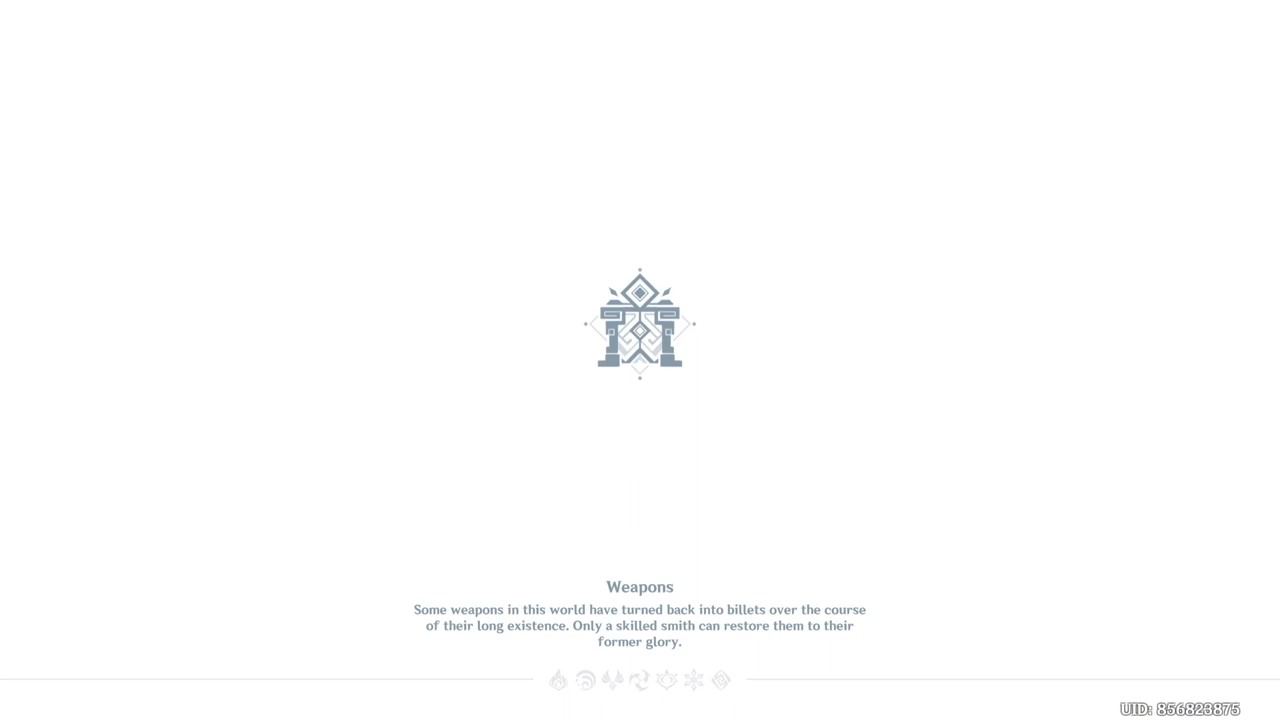 Weapons
Some weapons in this world have turned back into billets over the course
of their long existence. Only a skilled smith can restore them to their
former glory.
UID: 856823875